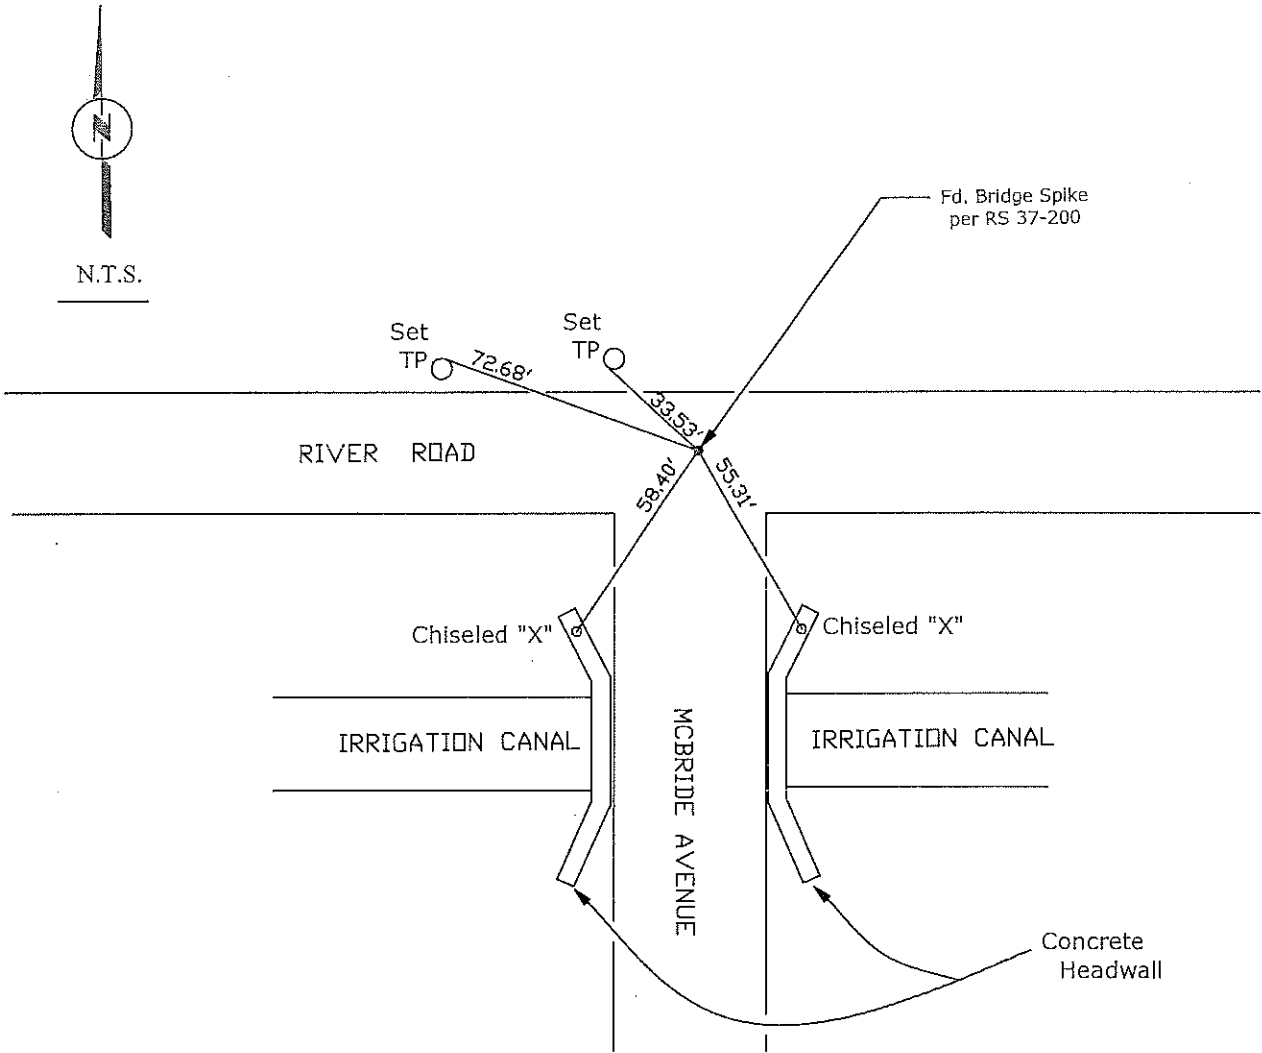 N
N.T.S.
Fd. Bridge Spike
per RS 37-200
Set
TP
Set
TP
72.68'
33.53'
RIVER ROAD
58.40'
55.31'
Chiseled "X"
Chiseled "X"
IRRIGATION CANAL
IRRIGATION CANAL
MCBRIDE AVENUE
Concrete
Headwall